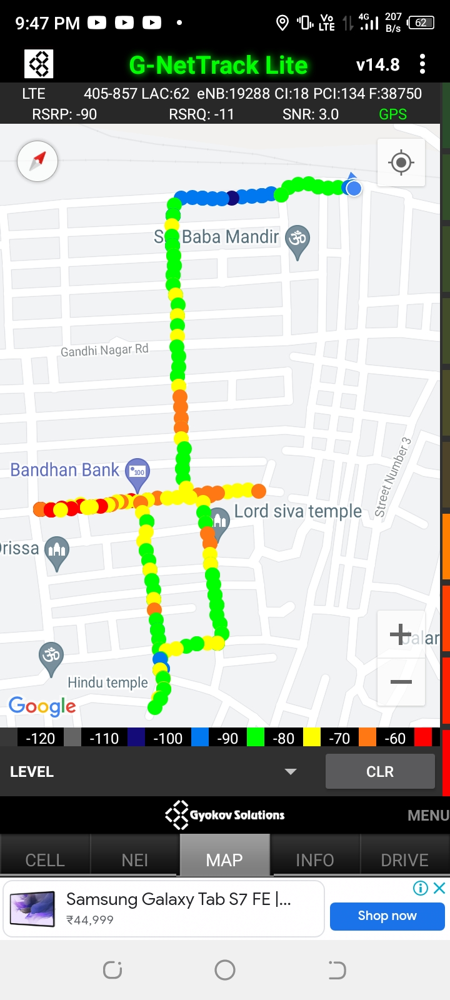 9:47 PM
Vo LTE 4G 207 B/s 62
G-NetTrack Lite v14.8
LTE 405-857 LAC:62 eNB:19288 CI:18 PCI:134 F:38750
RSRP: -90 RSRQ: -11 SNR: 3.0 GPS
Baba Mandir
Gandhi Nagar Rd
Street Number 3
Bandhan Bank
100
Lord siva temple
rissa
alar
Hindu temple
Google
-120 -110 -100 -90 -80 -70 -60
LEVEL CLR
Gyokov Solutions
MENU
CELL NEI MAP INFO DRIVE
Samsung Galaxy Tab S7 FE |...
₹44,999
Shop now